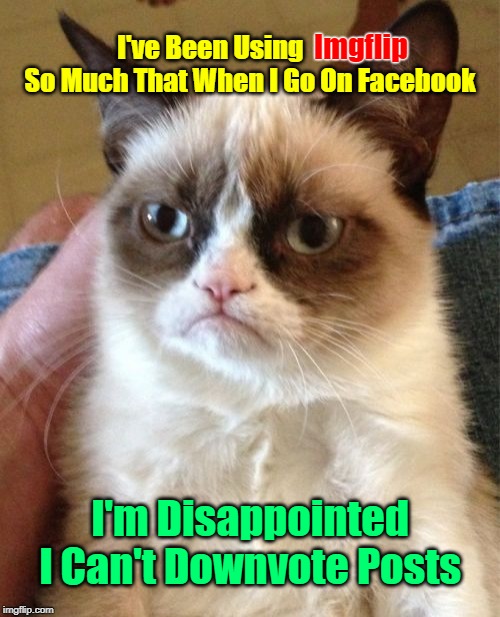 I've Been Using Imgflip
So Much That When I Go On Facebook
I'm Disappointed
I Can't Downvote Posts
imgflip.com